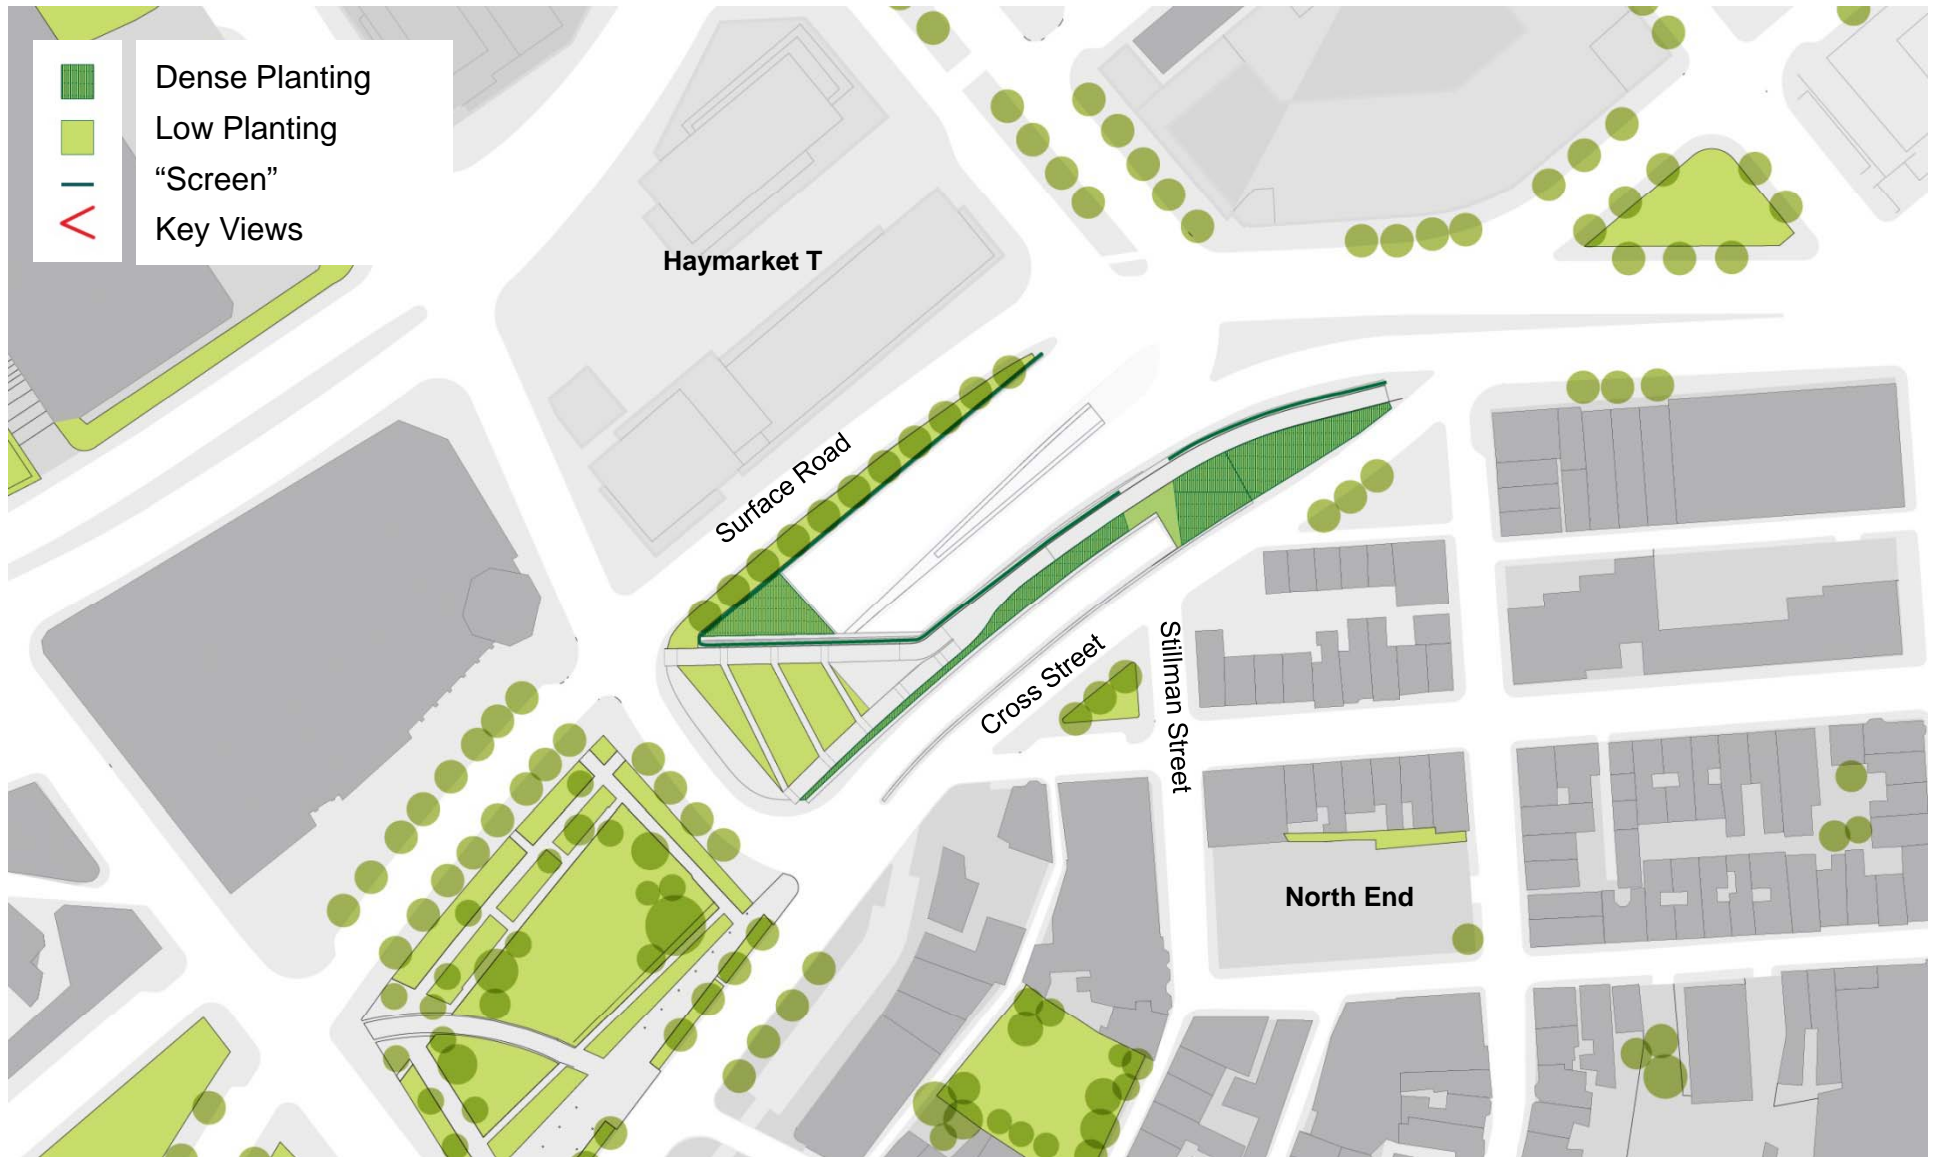 Dense Planting
Low Planting
“Screen”
Key Views
Haymarket T
Surface Road
Cross Street
Stillman Street
North End